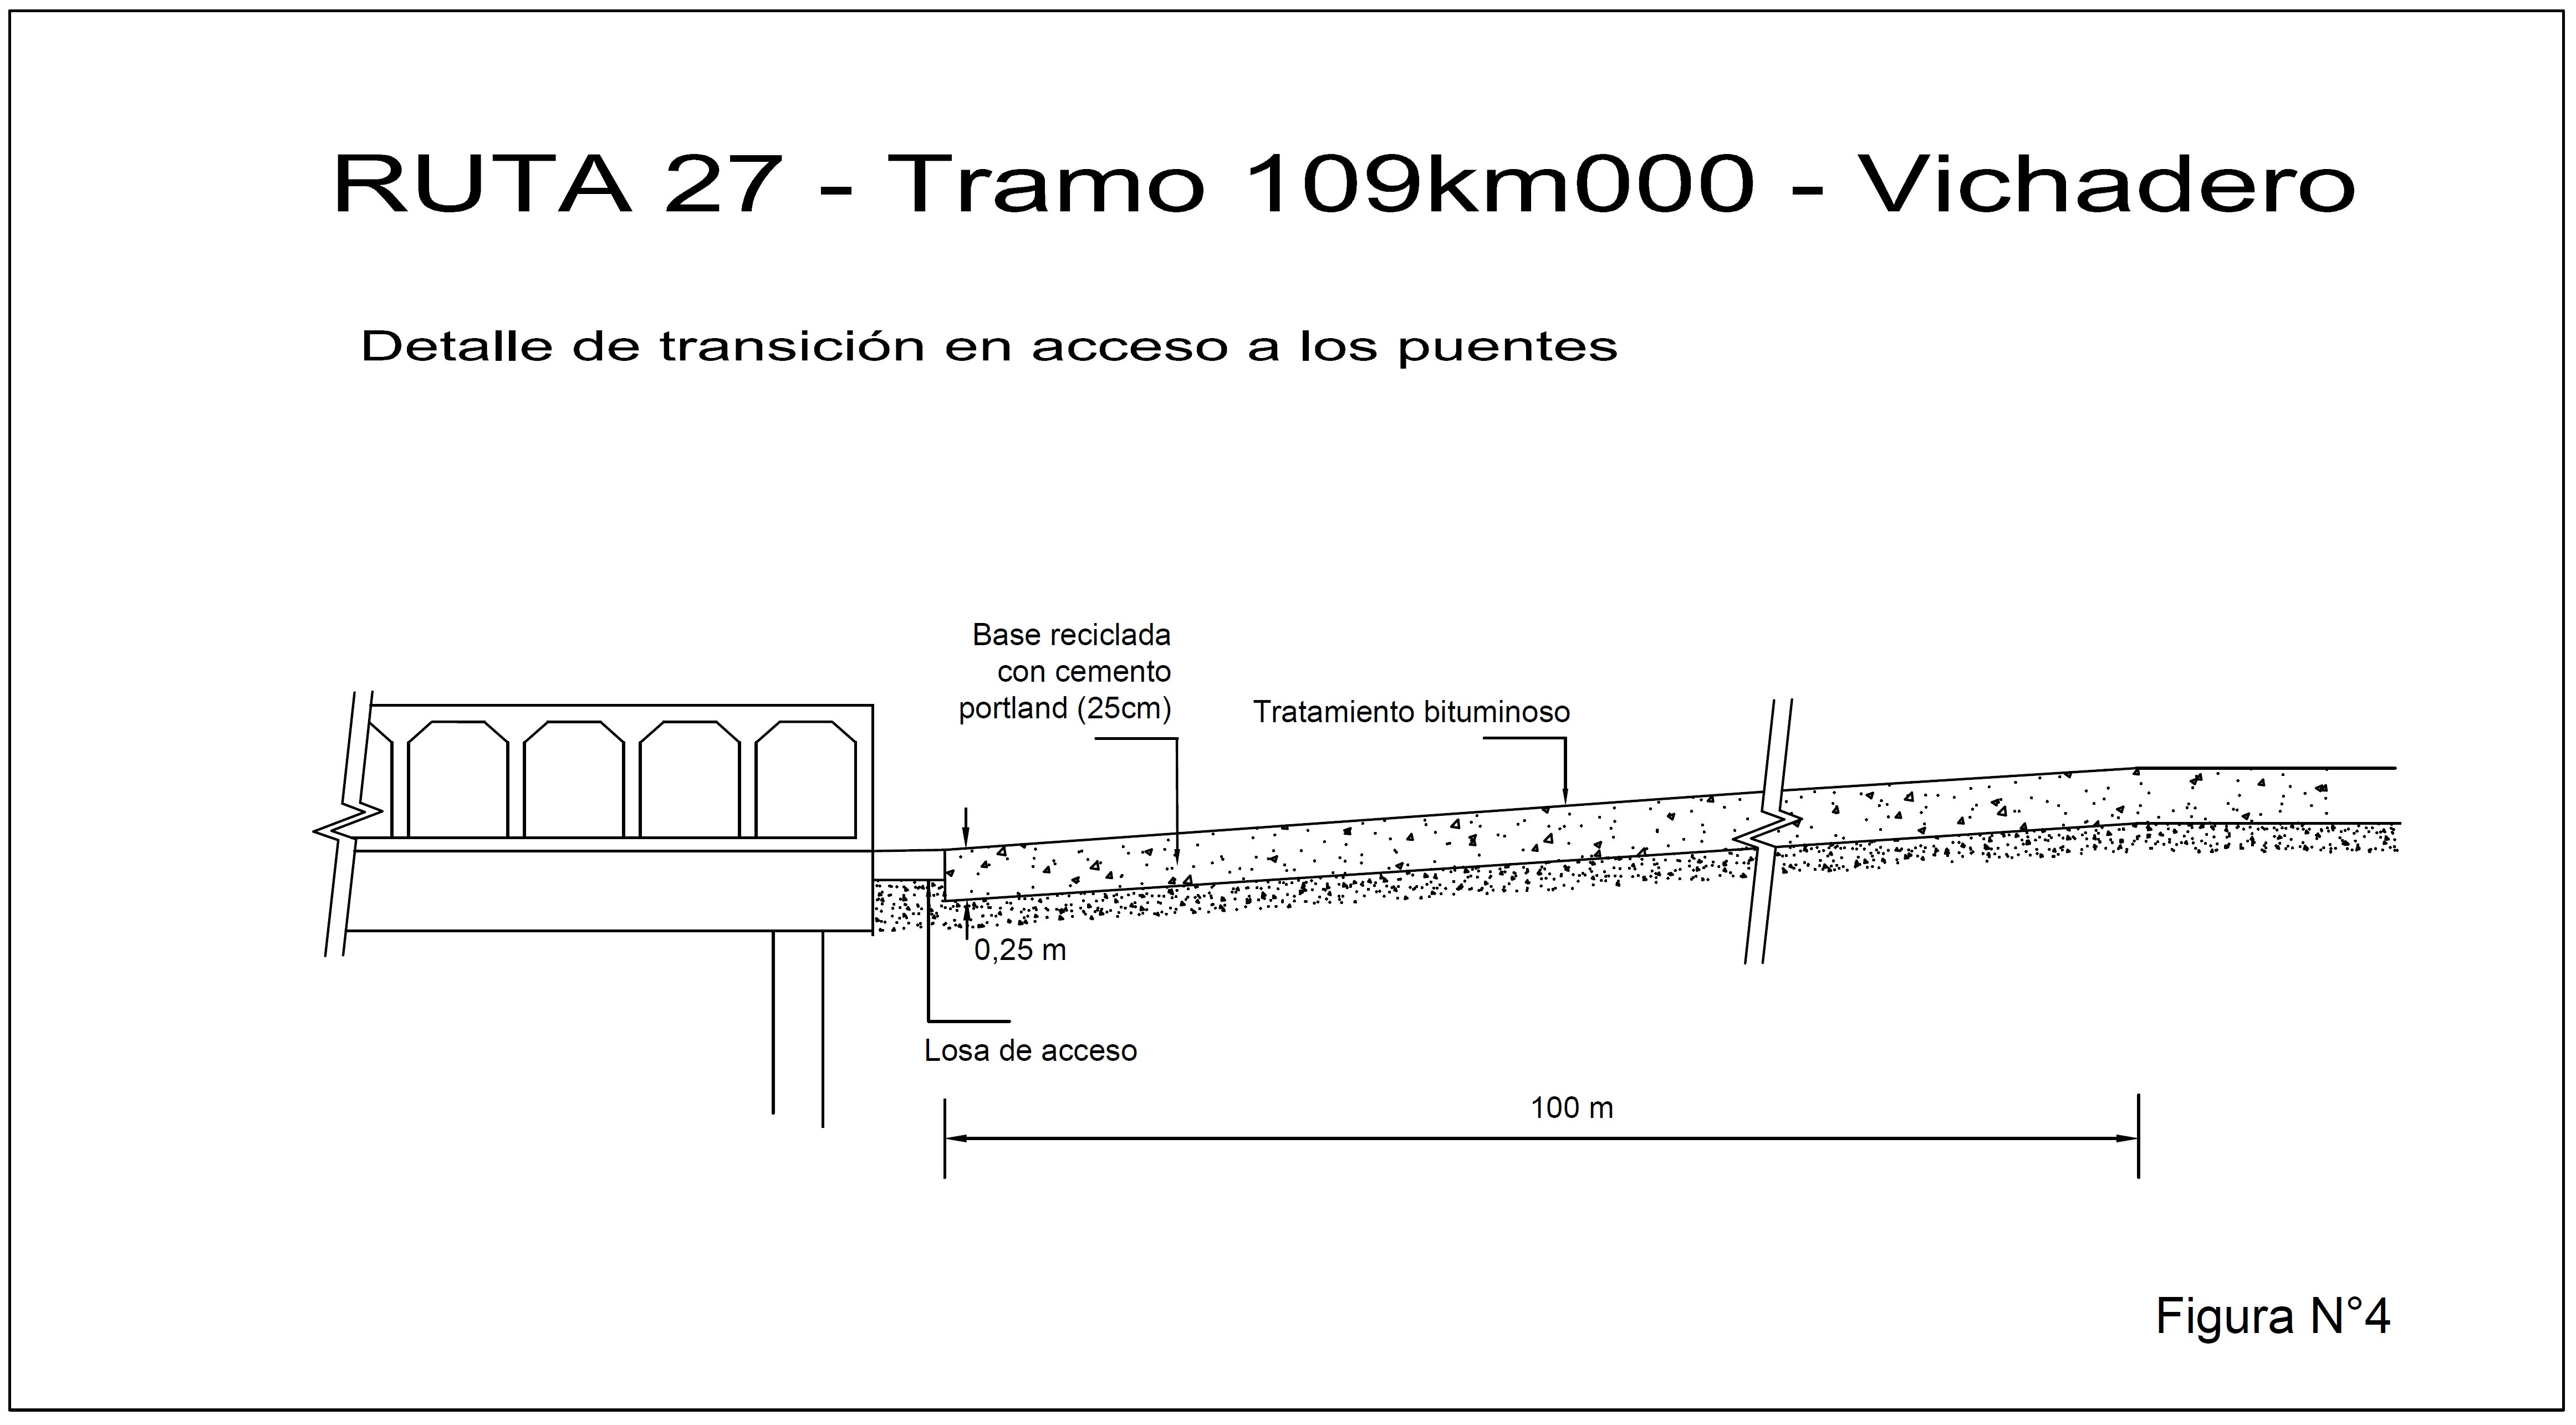 RUTA 27 - Tramo 109km000 - Vichadero
Detalle de transición en acceso a los puentes
Base reciclada
con cemento
portland (25cm)
Tratamiento bituminoso
0,25 m
Losa de acceso
100 m
Figura N°4